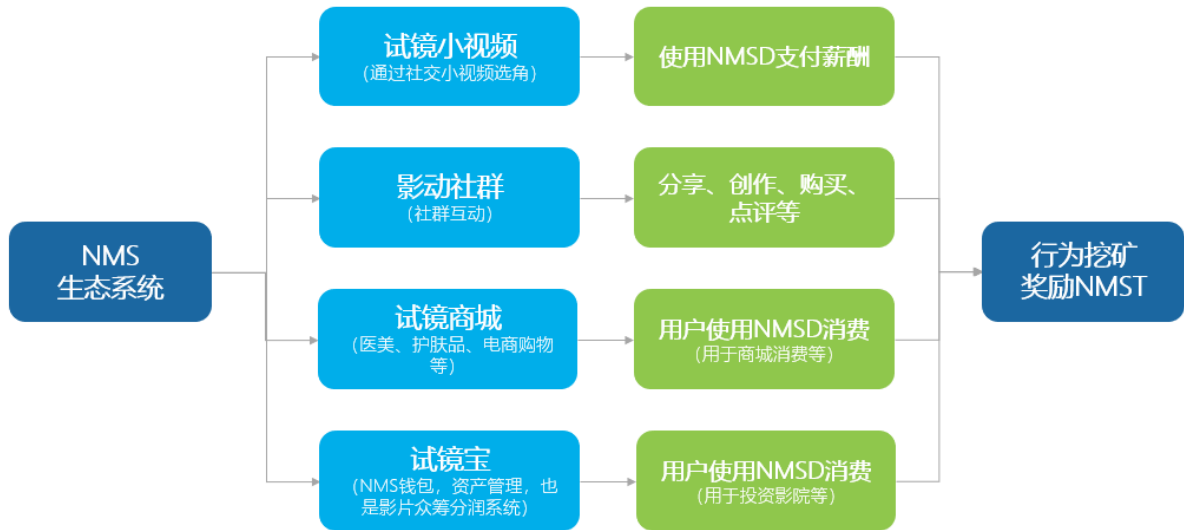 试镜小视频
（通过社交小视频选角）
使用NMSD支付薪酬
影动社群
（社群互动）
分享、创作、购买、
点评等
NMS
生态系统
行为挖矿
奖励NMST
试镜商城
（医美、护肤品、电商购物
等）
用户使用NMSD消费
（用于商城消费等）
试镜宝
（NMS钱包，资产管理，也
是影片众筹分润系统）
用户使用NMSD消费
（用于投资影院等）